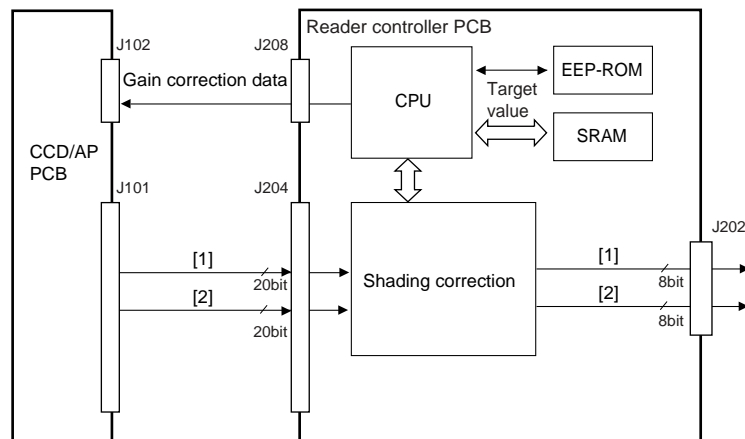 Reader controller PCB
J102
J208
Gain correction data
CPU
EEP-ROM
Target
value
SRAM
CCD/AP
PCB
J101
J204
J202
[1]
20bit
[2]
20bit
Shading correction
[1]
8bit
[2]
8bit